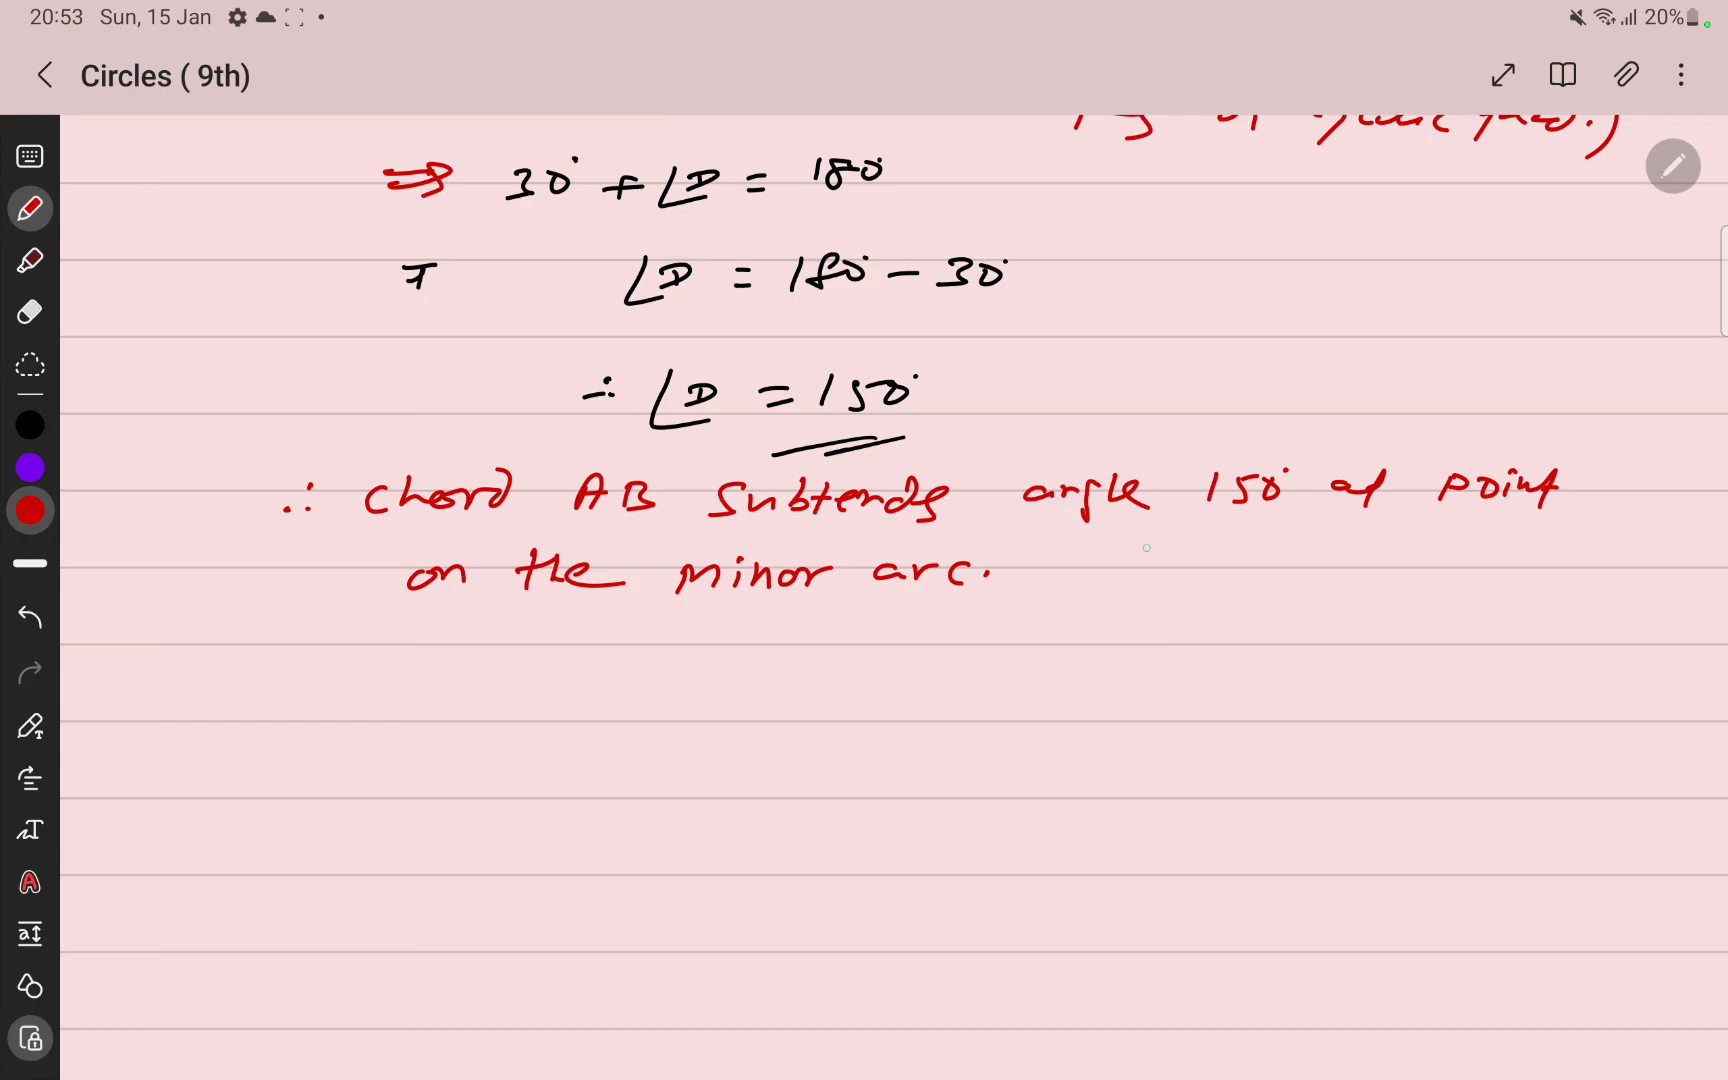 20:53 Sun, 15 Jan 20%
Circles ( 9th)
⇒ 30° + ∠D = 180°
∠D = 180° - 30°
∴ ∠D = 150°
∴ chord AB subtends angle 150° at point
on the minor arc.